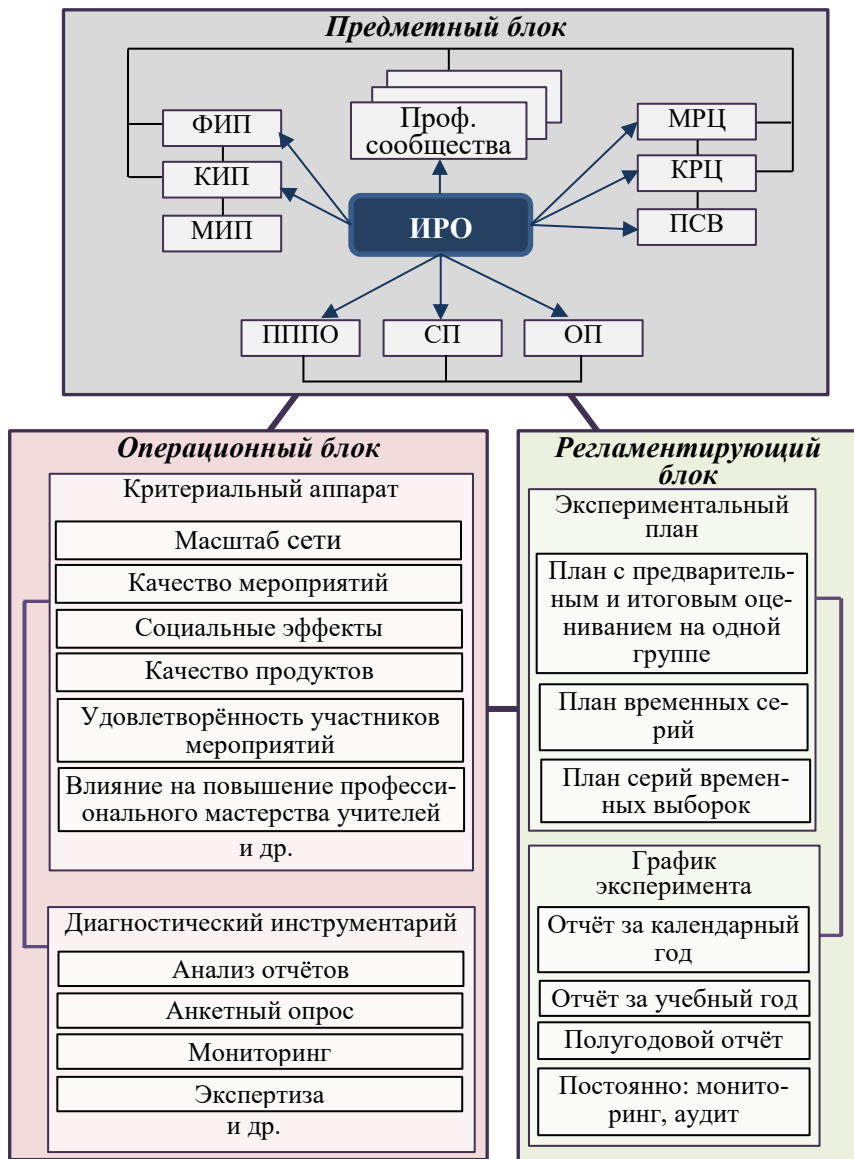 Предметный блок
ФИП
КИП
МИП
Проф.
сообщества
МРЦ
КРЦ
ПСВ
ИРО
ПППО
СП
ОП
Операционный блок
Критериальный аппарат
Масштаб сети
Качество мероприятий
Социальные эффекты
Качество продуктов
Удовлетворённость участников
мероприятий
Влияние на повышение професси-
онального мастерства учителей
и др.
Диагностический инструментарий
Анализ отчётов
Анкетный опрос
Мониторинг
Экспертиза
и др.
Регламентирующий
блок
Экспериментальный
план
План с предваритель-
ным и итоговым оце-
ниванием на одной
группе
План временных се-
рий
План серий времен-
ных выборок
График
эксперимента
Отчёт за календарный
год
Отчёт за учебный год
Полугодовой отчёт
Постоянно: монито-
ринг, аудит